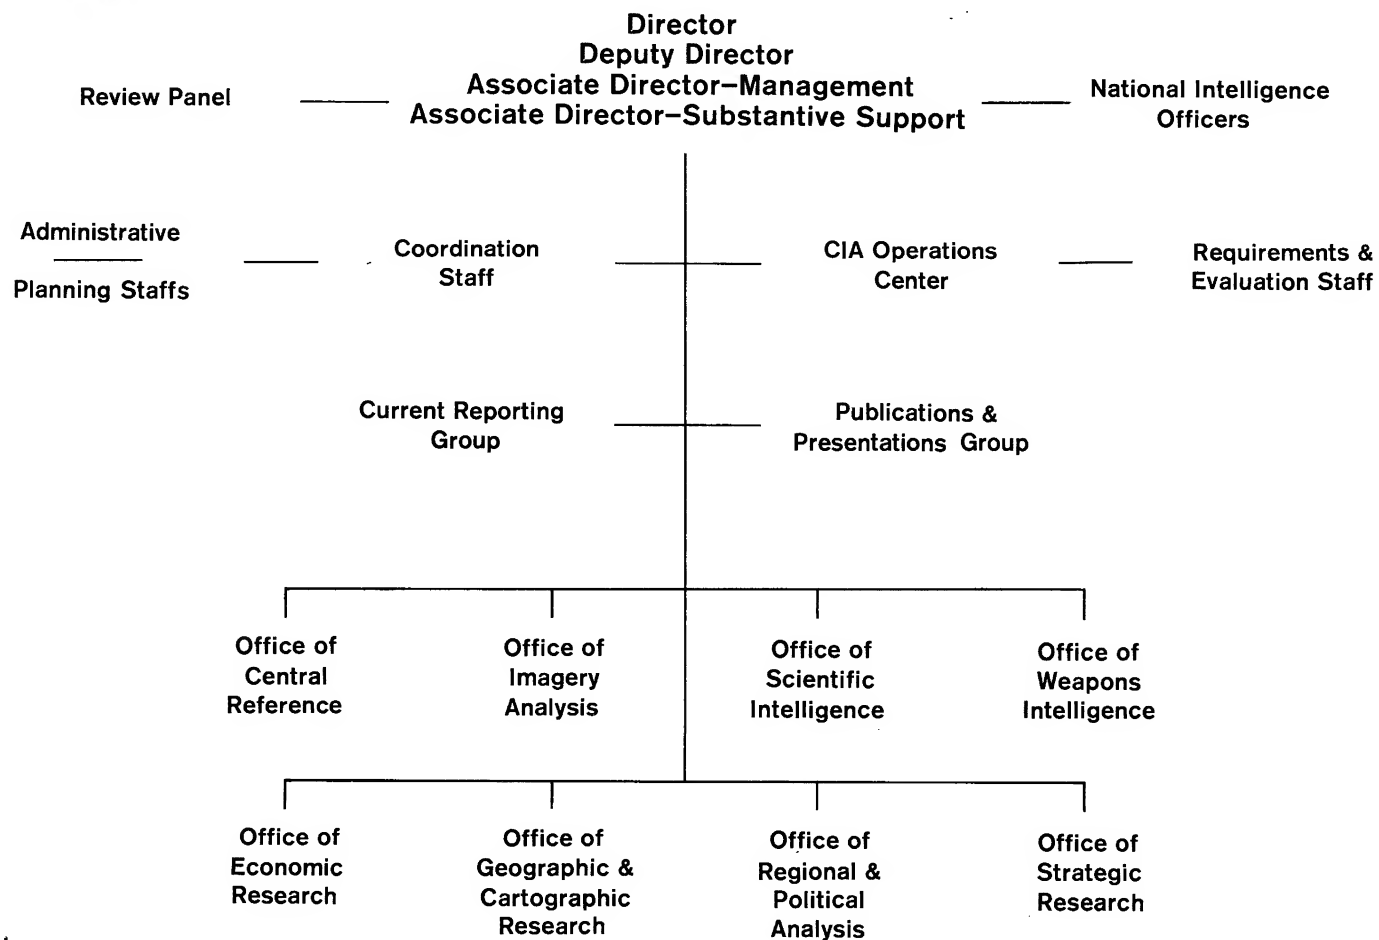 Director
Deputy Director
Associate Director–Management
Associate Director–Substantive Support
Review Panel
National Intelligence
Officers
Administrative
Planning Staffs
Coordination
Staff
CIA Operations
Center
Requirements &
Evaluation Staff
Current Reporting
Group
Publications &
Presentations Group
Office of
Central
Reference
Office of
Imagery
Analysis
Office of
Scientific
Intelligence
Office of
Weapons
Intelligence
Office of
Economic
Research
Office of
Geographic &
Cartographic
Research
Office of
Regional &
Political
Analysis
Office of
Strategic
Research